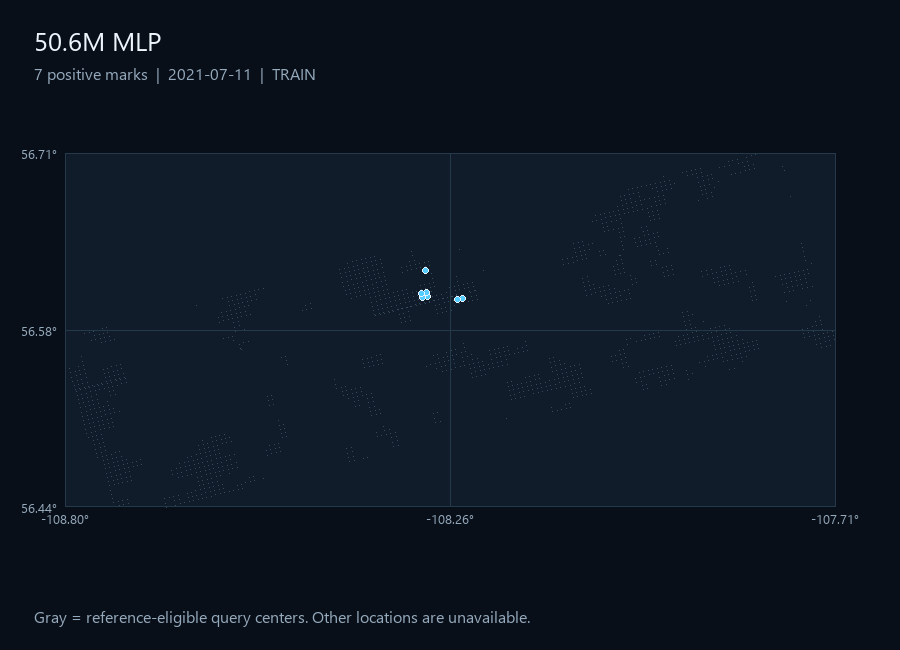 50.6M MLP
7 positive marks | 2021-07-11 | TRAIN
56.71°
56.58°
56.44°
-108.80°
-108.26°
-107.71°
Gray = reference-eligible query centers. Other locations are unavailable.